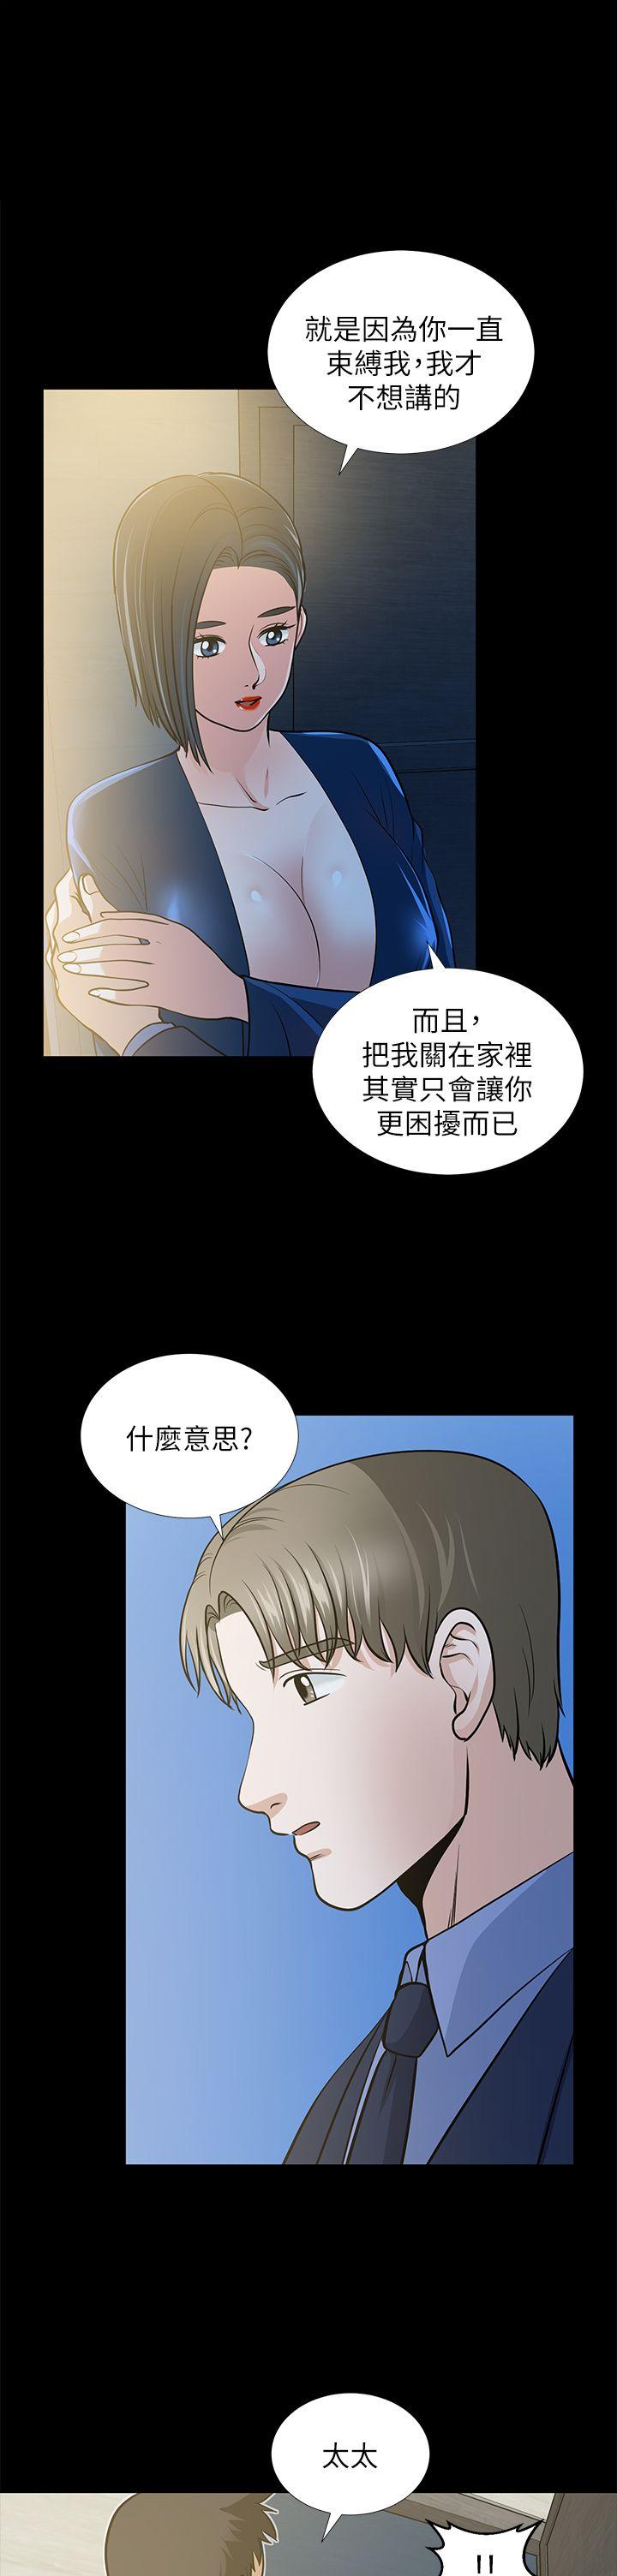 就是因為你一直
束縛我，我才
不想講的
而且，
把我關在家裡
其實只會讓你
更困擾而已
什麼意思?
太太
!!